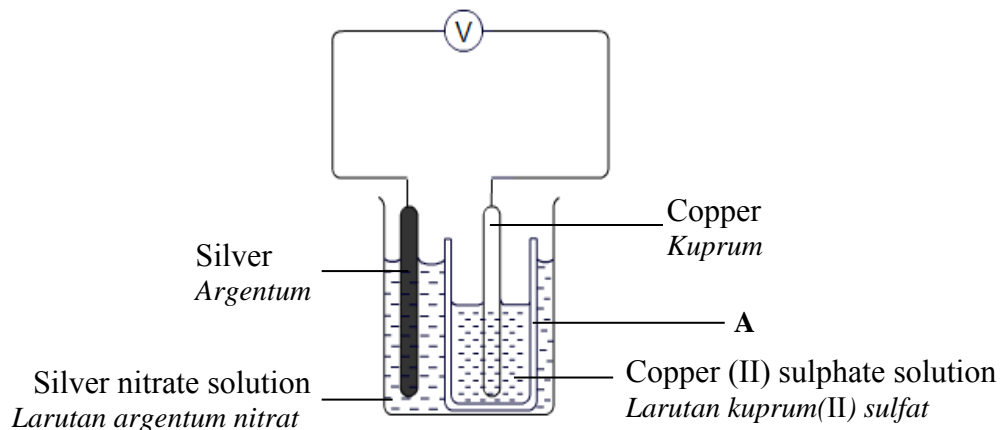 V
Copper
Kuprum
Silver
Argentum
A
Silver nitrate solution
Larutan argentum nitrat
Copper (II) sulphate solution
Larutan kuprum(II) sulfat